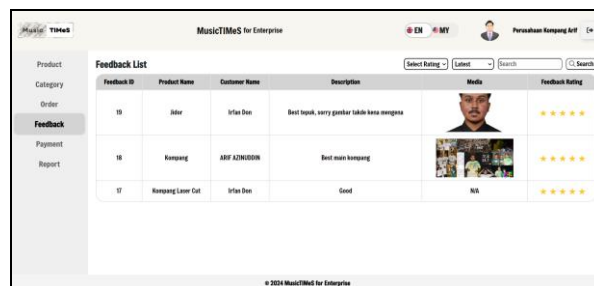 Music TIMeS
MusicTIMeS for Enterprise
EN MY
Perusahaan Kompang Arif
Product
Category
Order
Feedback
Payment
Report
Feedback List
Select Rating Latest Search Search
Feedback ID Product Name Customer Name Description Media Feedback Rating
19 Jidur Irfan Don Best tepuk, sorry gambar takde kena mengena
18 Kompang ARIF AZINUDDIN Best main kompang
17 Kompang Laser Cut Irfan Don Good N/A
© 2024 MusicTIMeS for Enterprise